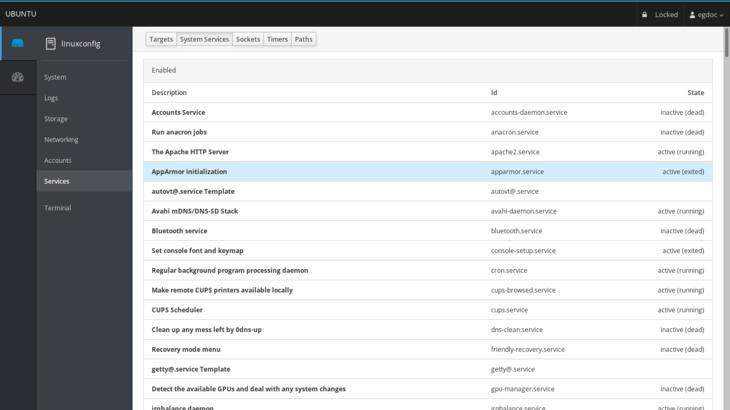 UBUNTU
Locked
egdoc
linuxconfig
System
Logs
Storage
Networking
Accounts
Services
Terminal
Targets System Services Sockets Timers Paths
Enabled
Description Id State
Accounts Service accounts-daemon.service inactive (dead)
Run anacron jobs anacron.service inactive (dead)
The Apache HTTP Server apache2.service active (running)
AppArmor initialization apparmor.service active (exited)
autovt@.service Template autovt@.service
Avahi mDNS/DNS-SD Stack avahi-daemon.service active (running)
Bluetooth service bluetooth.service inactive (dead)
Set console font and keymap console-setup.service active (exited)
Regular background program processing daemon cron.service active (running)
Make remote CUPS printers available locally cups-browsed.service active (running)
CUPS Scheduler cups.service active (running)
Clean up any mess left by 0dns-up dns-clean.service inactive (dead)
Recovery mode menu friendly-recovery.service inactive (dead)
getty@.service Template getty@.service
Detect the available GPUs and deal with any system changes gpu-manager.service inactive (dead)
irqbalance daemon irqbalance.service active (running)